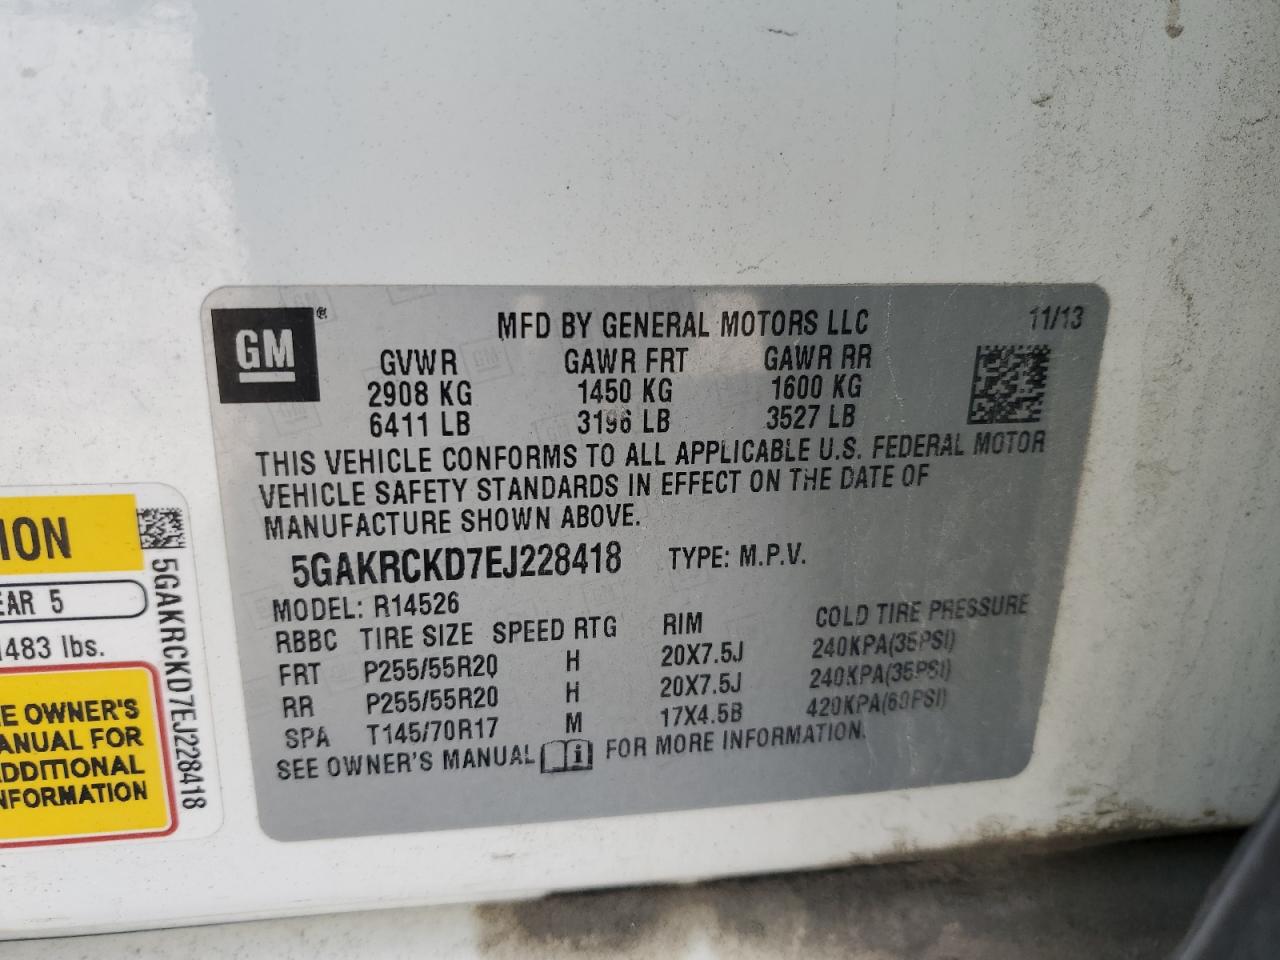 GM®
MFD BY GENERAL MOTORS LLC 11/13
GVWR GAWR FRT GAWR RR
2908 KG 1450 KG 1600 KG
6411 LB 3196 LB 3527 LB
THIS VEHICLE CONFORMS TO ALL APPLICABLE U.S. FEDERAL MOTOR
VEHICLE SAFETY STANDARDS IN EFFECT ON THE DATE OF
MANUFACTURE SHOWN ABOVE.
5GAKRCKD7EJ228418 TYPE: M.P.V.
MODEL: R14526
RBBC TIRE SIZE SPEED RTG RIM COLD TIRE PRESSURE
FRT P255/55R20 H 20X7.5J 240KPA(35PSI)
RR P255/55R20 H 20X7.5J 240KPA(35PSI)
SPA T145/70R17 M 17X4.5B 420KPA(60PSI)
SEE OWNER'S MANUAL i FOR MORE INFORMATION.
ION
EAR 5
1483 lbs.
EE OWNER'S
ANUAL FOR
ADDITIONAL
NFORMATION
5GAKRCKD7EJ228418